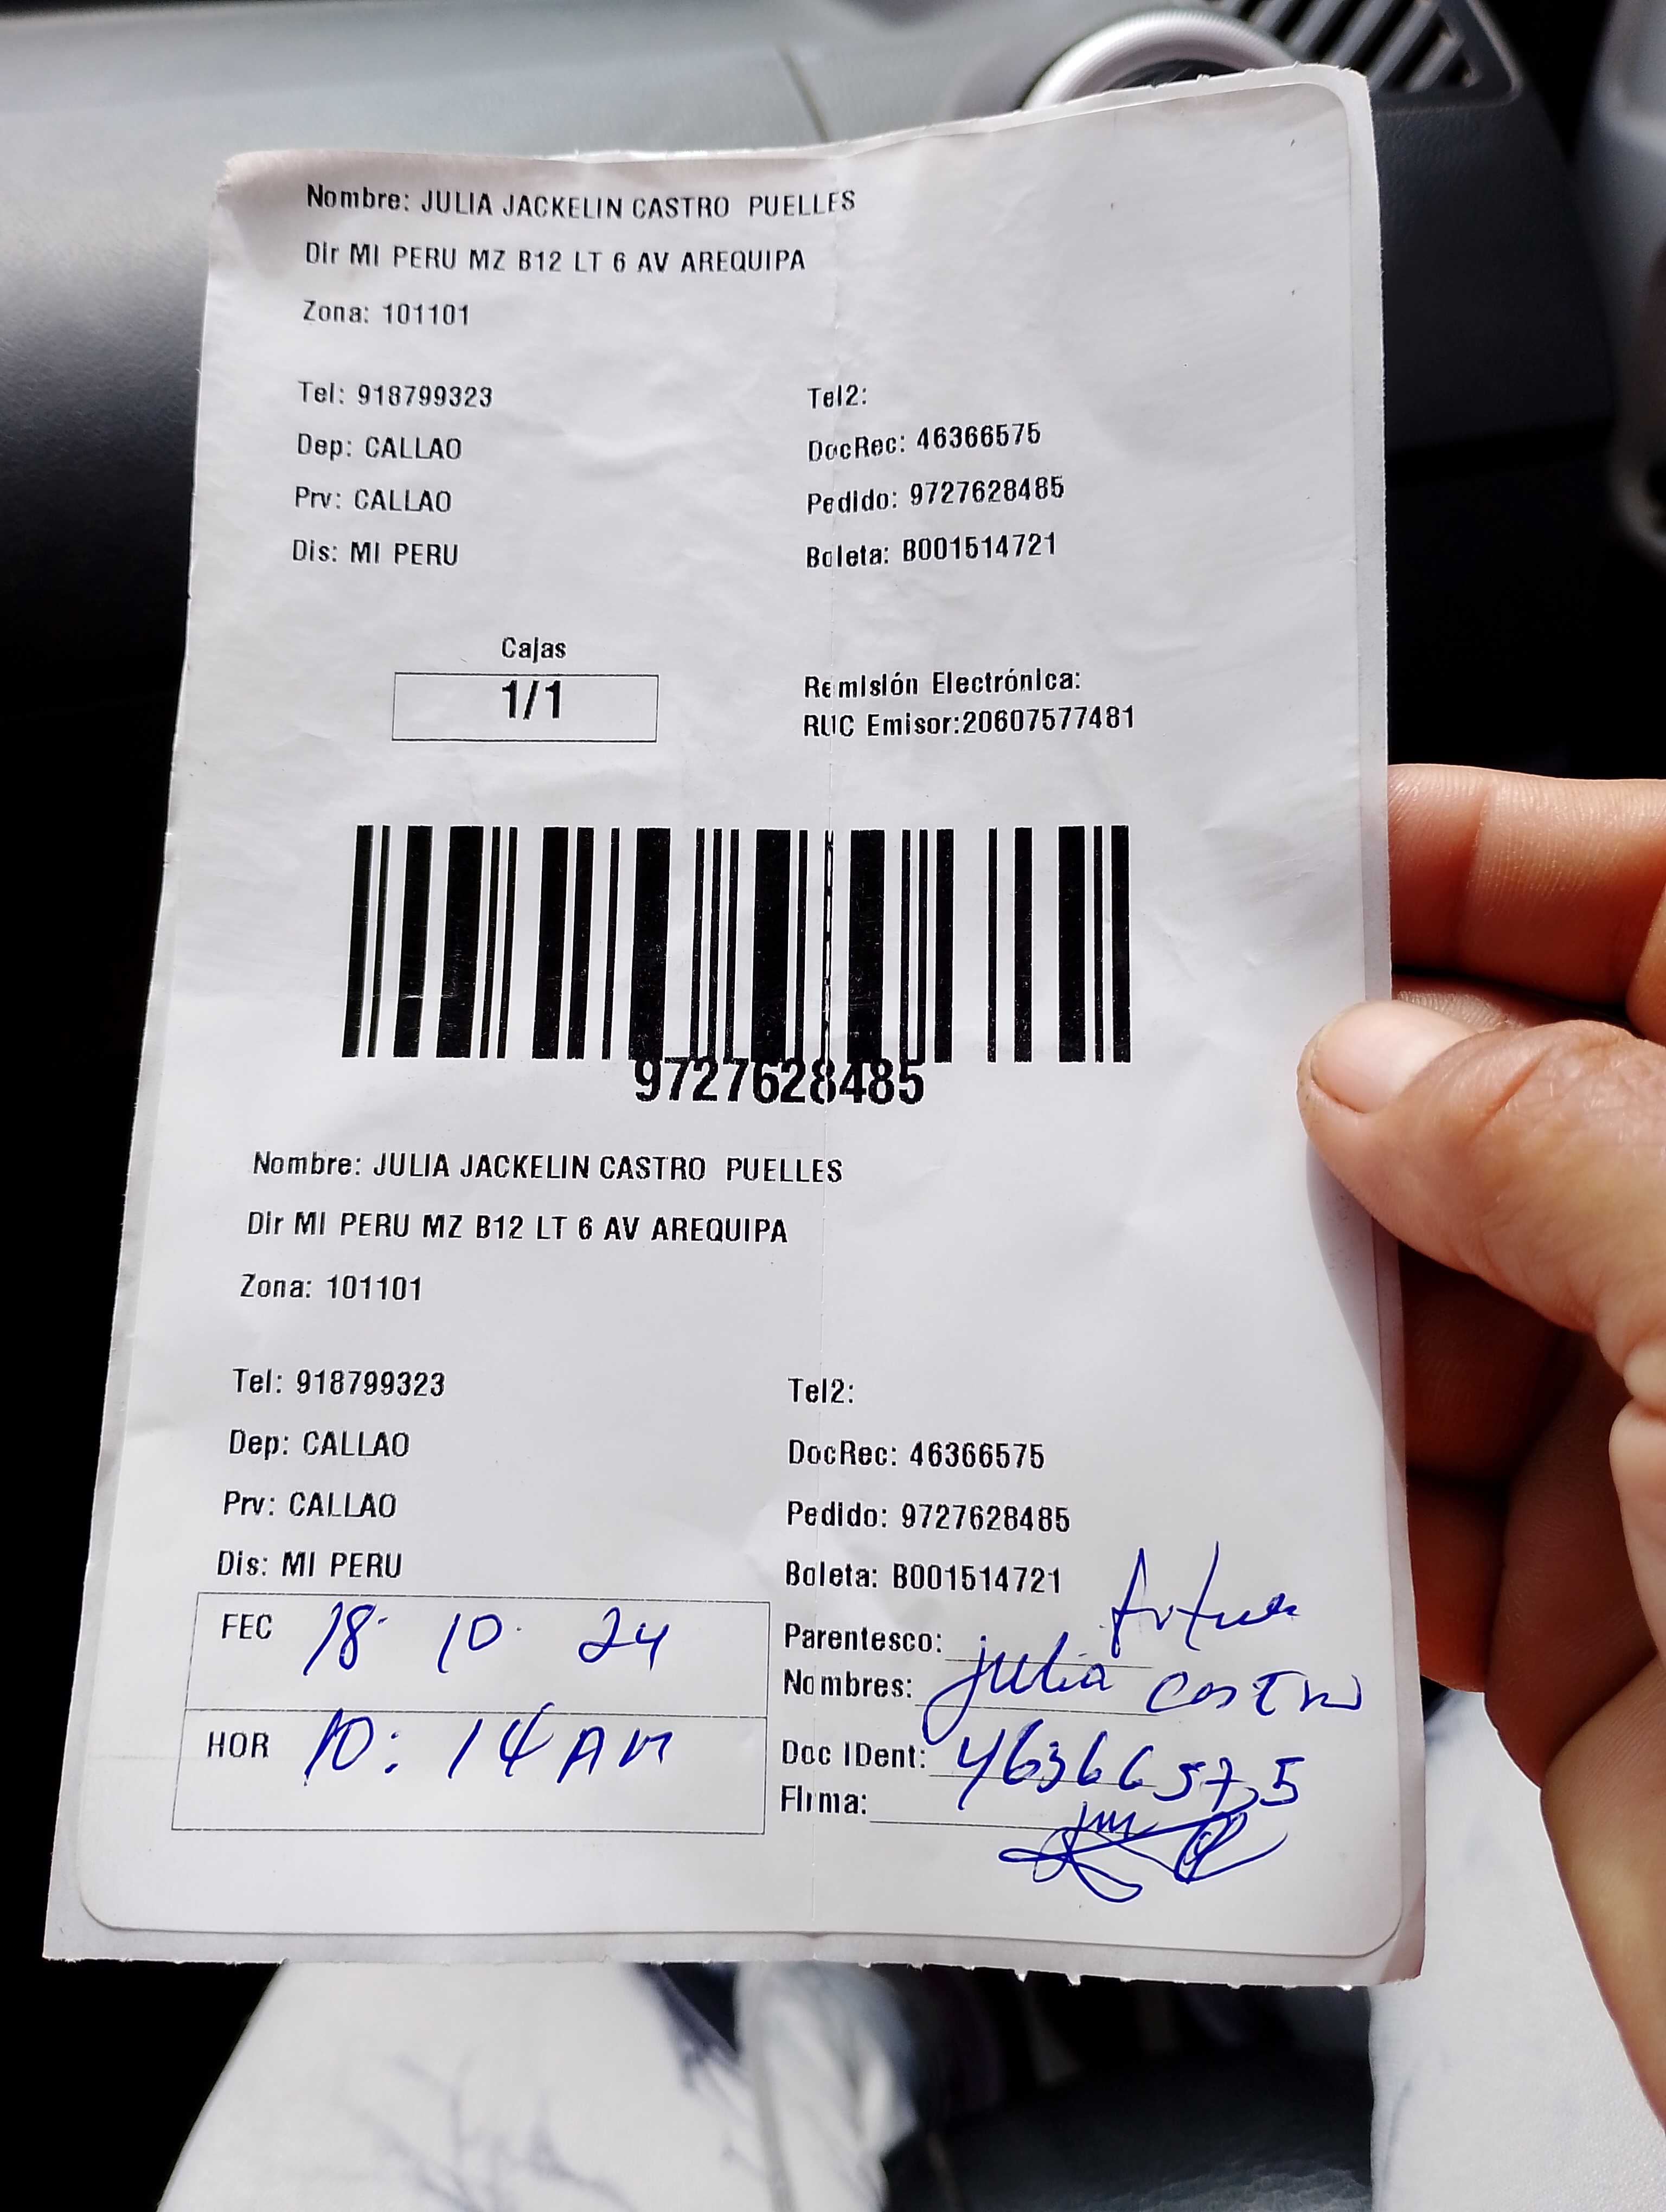 Nombre: JULIA JACKELIN CASTRO PUELLES
Dir MI PERU MZ B12 LT 6 AV AREQUIPA
Zona: 101101
Tel: 918799323 Tel2:
Dep: CALLAO DocRec: 46366575
Prv: CALLAO Pedido: 9727628485
Dis: MI PERU Boleta: B001514721
Cajas
1/1
Remisión Electrónica:
RUC Emisor:20607577481
9727628485
Nombre: JULIA JACKELIN CASTRO PUELLES
Dir MI PERU MZ B12 LT 6 AV AREQUIPA
Zona: 101101
Tel: 918799323 Tel2:
Dep: CALLAO DocRec: 46366575
Prv: CALLAO Pedido: 9727628485
Dis: MI PERU Boleta: B001514721
FEC 18 10 24
Parentesco:
Nombres: julia castro
HOR 10:14 AM
Doc IDent: 46366575
Firma: